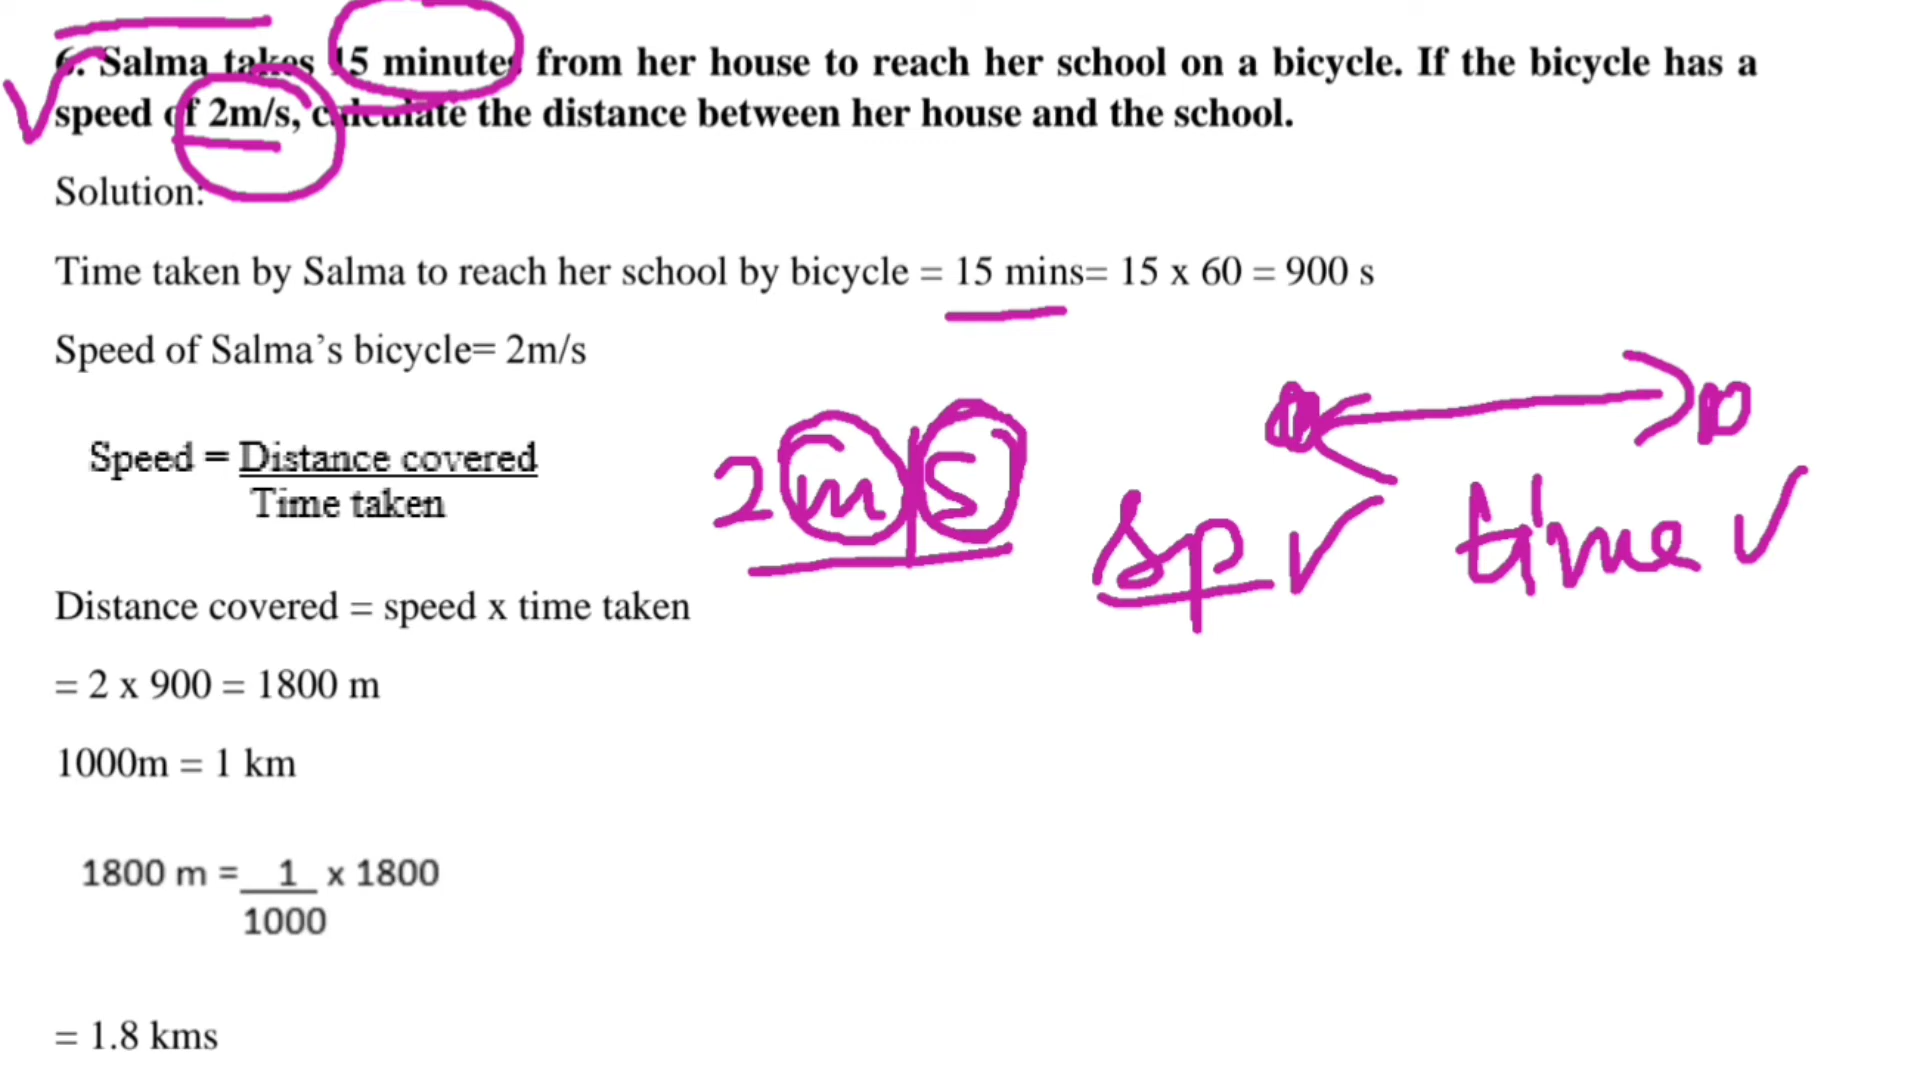 6. Salma takes 15 minutes from her house to reach her school on a bicycle. If the bicycle has a
speed of 2m/s, calculate the distance between her house and the school.
Solution:
Time taken by Salma to reach her school by bicycle = 15 mins= 15 x 60 = 900 s
Speed of Salma’s bicycle= 2m/s
Speed = Distance covered
Time taken
2m/s
Sp time
Distance covered = speed x time taken
= 2 x 900 = 1800 m
1000m = 1 km
1800 m = 1 x 1800
1000
= 1.8 kms